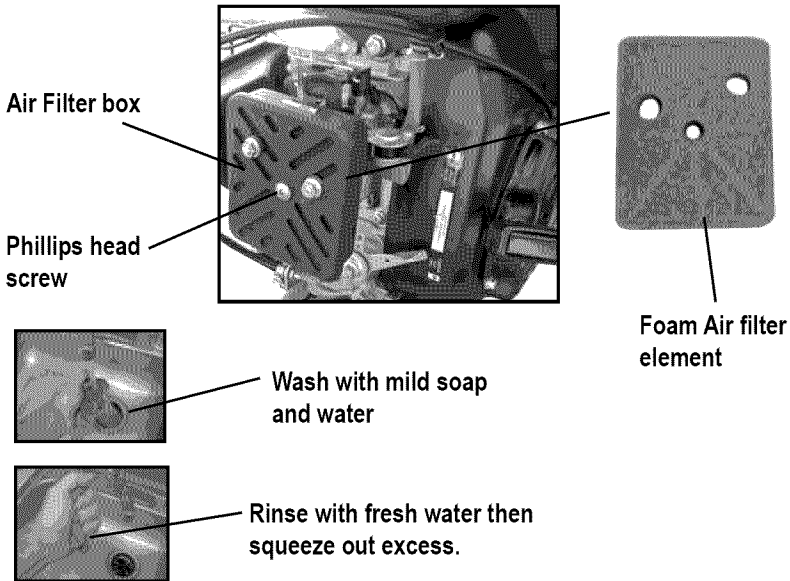 Air Filter box
Phillips head
screw
Foam Air filter
element
Wash with mild soap
and water
Rinse with fresh water then
squeeze out excess.